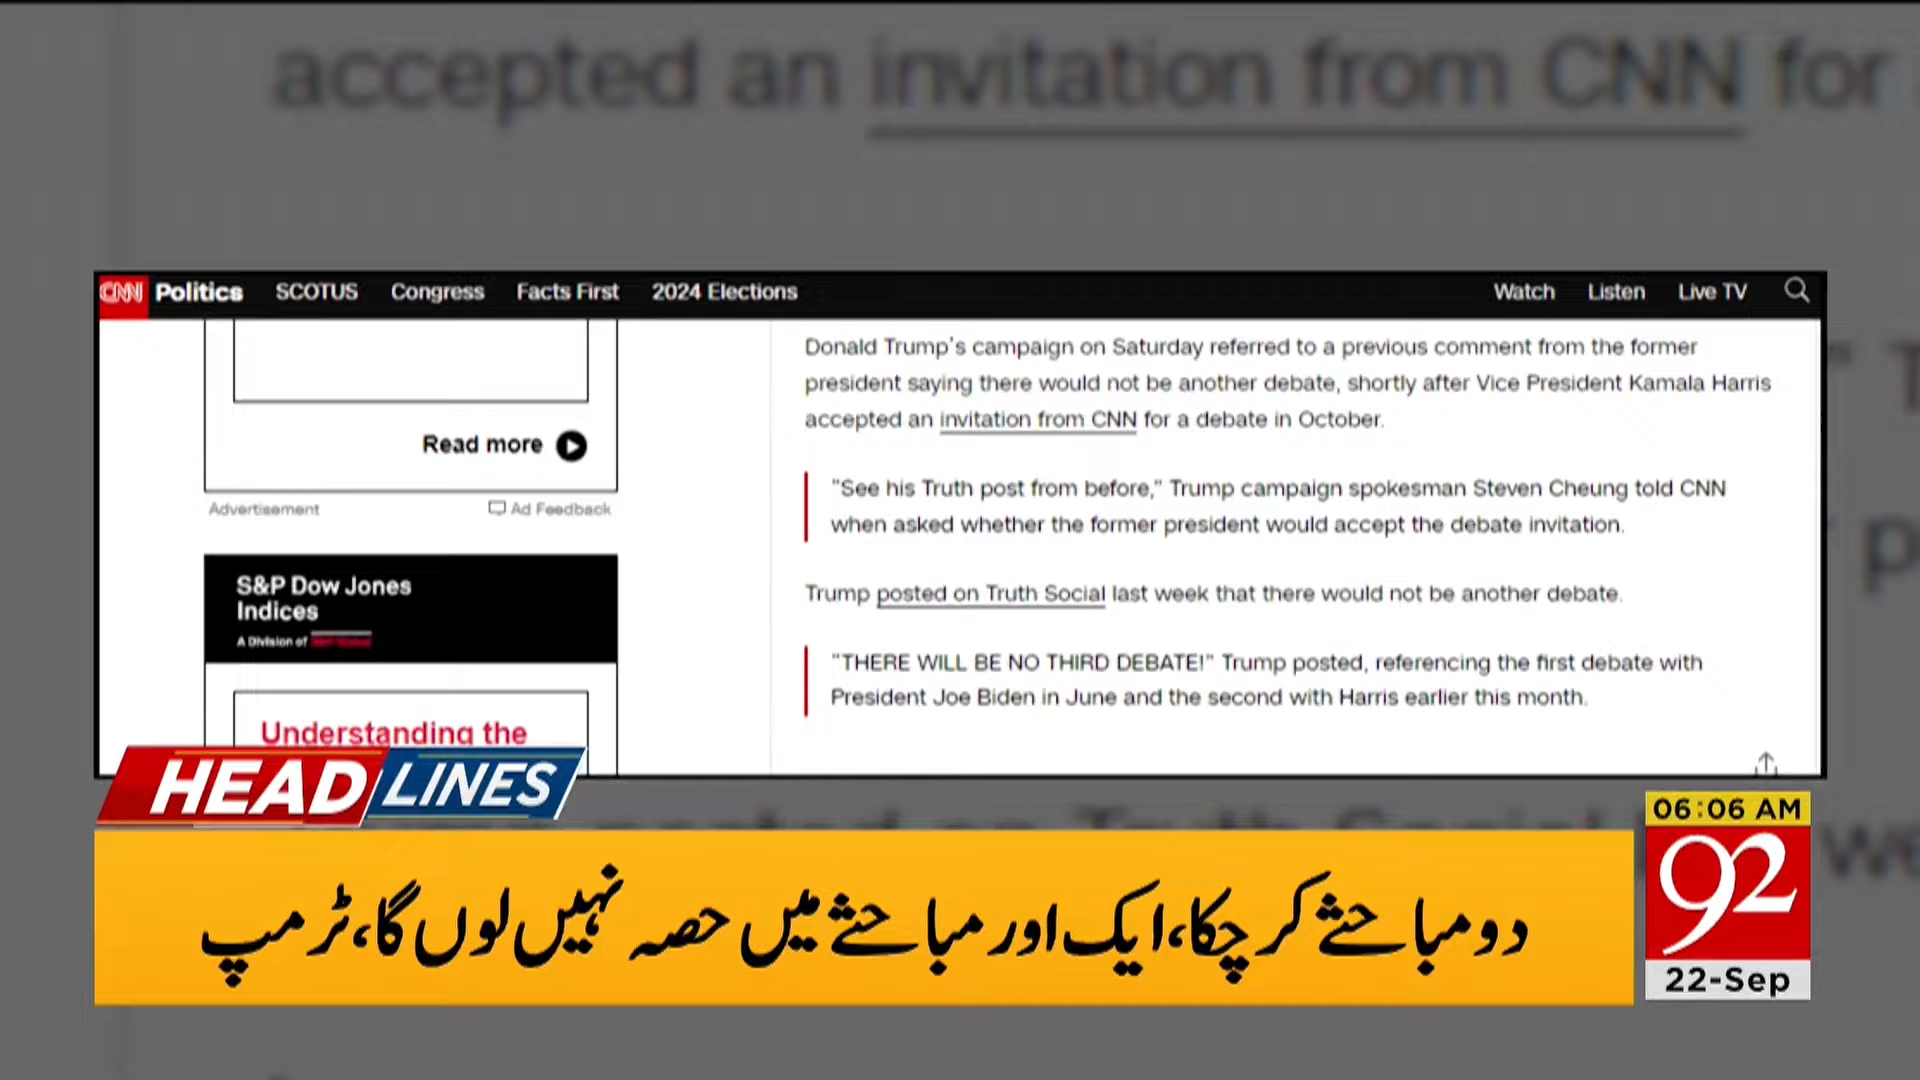 accepted an invitation from CNN for
CNN Politics SCOTUS Congress Facts First 2024 Elections Watch Listen Live TV
Donald Trump's campaign on Saturday referred to a previous comment from the former
president saying there would not be another debate, shortly after Vice President Kamala Harris
accepted an invitation from CNN for a debate in October.
Read more
"See his Truth post from before," Trump campaign spokesman Steven Cheung told CNN
when asked whether the former president would accept the debate invitation.
Advertisement Ad Feedback
S&P Dow Jones
Indices
A Division of
Trump posted on Truth Social last week that there would not be another debate.
"THERE WILL BE NO THIRD DEBATE!" Trump posted, referencing the first debate with
President Joe Biden in June and the second with Harris earlier this month.
Understanding the
HEADLINES
06:06 AM
92
22-Sep
دو مباحثے کر چکا، ایک اور مباحثے میں حصہ نہیں لوں گا، ٹرمپ